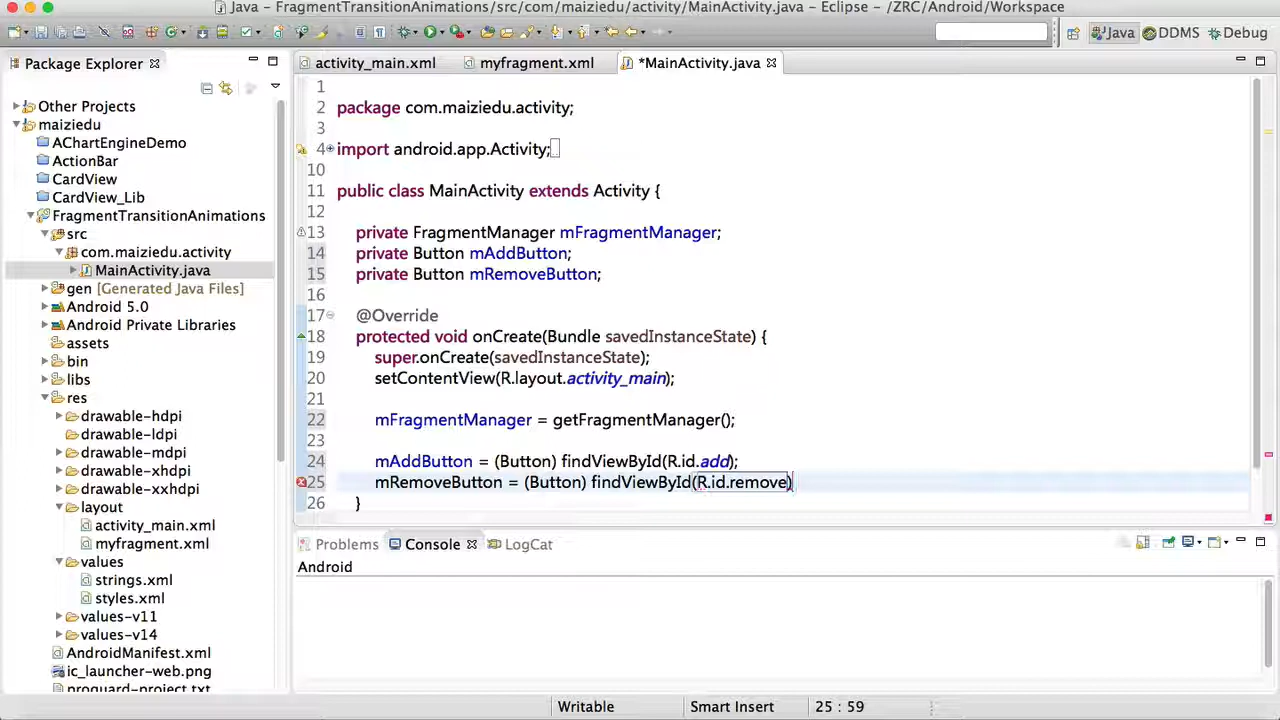 Java - FragmentTransitionAnimations/src/com/maiziedu/activity/MainActivity.java - Eclipse - /ZRC/Android/Workspace
Java DDMS Debug
Package Explorer
activity_main.xml myfragment.xml *MainActivity.java
Other Projects
maiziedu
AChartEngineDemo
ActionBar
CardView
CardView_Lib
FragmentTransitionAnimations
src
com.maiziedu.activity
MainActivity.java
gen [Generated Java Files]
Android 5.0
Android Private Libraries
assets
bin
libs
res
drawable-hdpi
drawable-ldpi
drawable-mdpi
drawable-xhdpi
drawable-xxhdpi
layout
activity_main.xml
myfragment.xml
values
strings.xml
styles.xml
values-v11
values-v14
AndroidManifest.xml
ic_launcher-web.png
proguard-project.txt
1
2 package com.maiziedu.activity;
3
4 import android.app.Activity;
10
11 public class MainActivity extends Activity {
12
13 private FragmentManager mFragmentManager;
14 private Button mAddButton;
15 private Button mRemoveButton;
16
17 @Override
18 protected void onCreate(Bundle savedInstanceState) {
19 super.onCreate(savedInstanceState);
20 setContentView(R.layout.activity_main);
21
22 mFragmentManager = getFragmentManager();
23
24 mAddButton = (Button) findViewById(R.id.add);
25 mRemoveButton = (Button) findViewById(R.id.remove)
26 }
Problems Console LogCat
Android
Writable Smart Insert 25 : 59